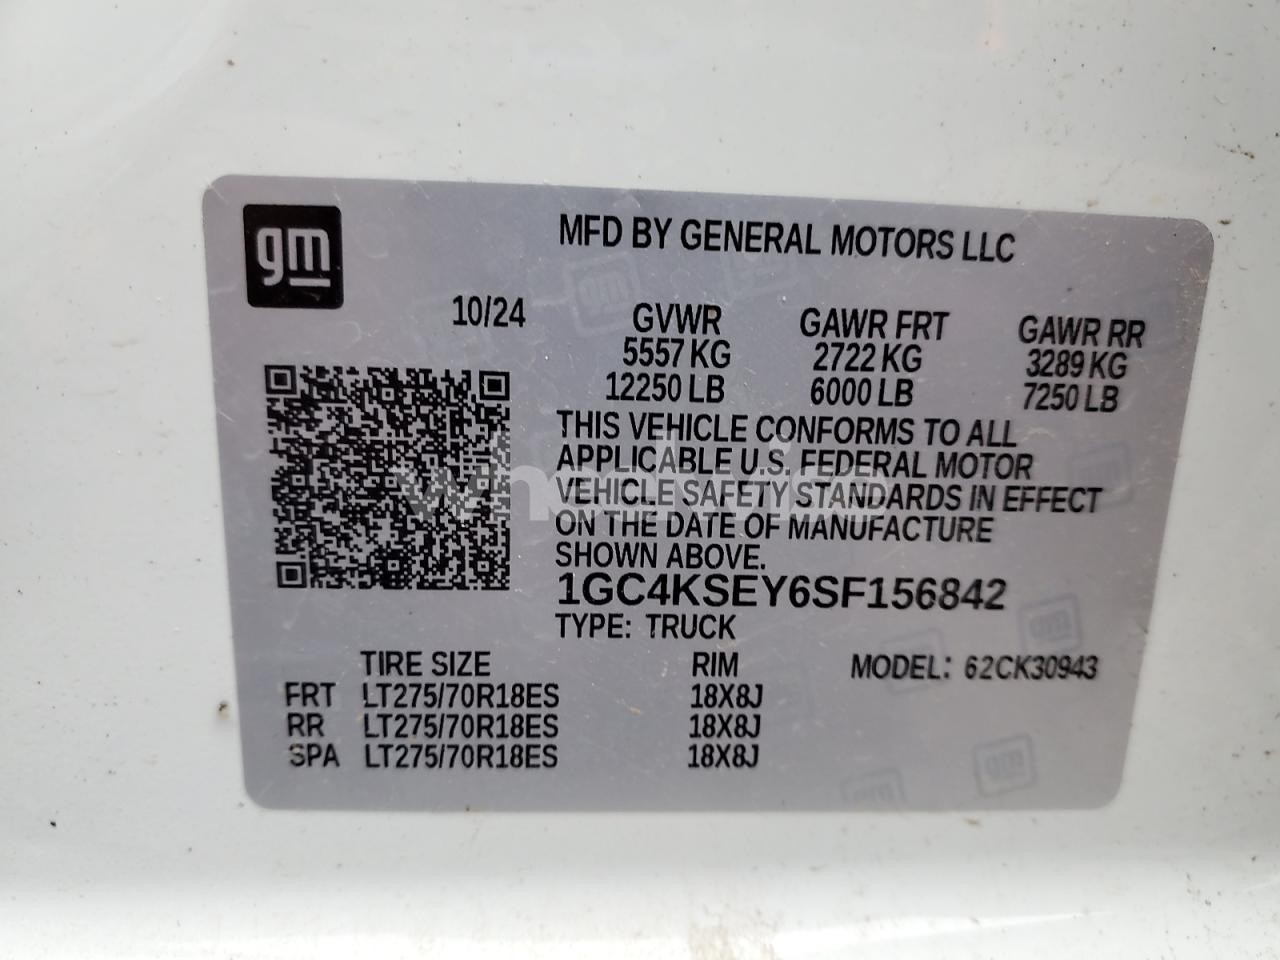 gm
MFD BY GENERAL MOTORS LLC
10/24 GVWR GAWR FRT GAWR RR
5557 KG 2722 KG 3289 KG
12250 LB 6000 LB 7250 LB
THIS VEHICLE CONFORMS TO ALL
APPLICABLE U.S. FEDERAL MOTOR
VEHICLE SAFETY STANDARDS IN EFFECT
ON THE DATE OF MANUFACTURE
SHOWN ABOVE.
1GC4KSEY6SF156842
TYPE: TRUCK
TIRE SIZE RIM MODEL: 62CK30943
FRT LT275/70R18ES 18X8J
RR LT275/70R18ES 18X8J
SPA LT275/70R18ES 18X8J